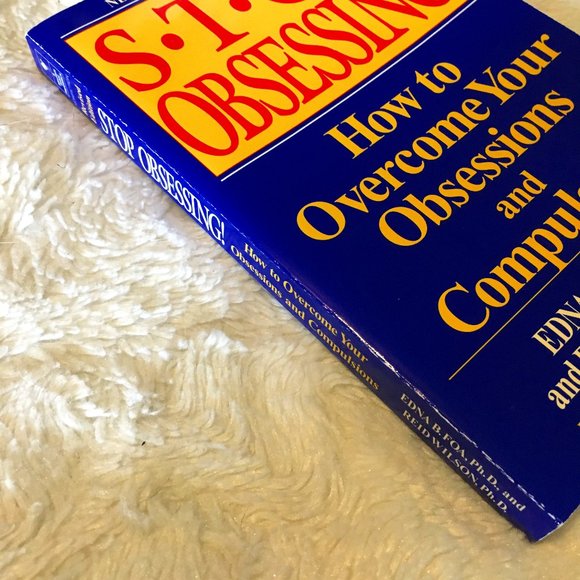 S·T·O
OBSESSING
How to
Overcome Your
Obsessions
and
Compuls
EDNA
and
STOP OBSESSING!
How to Overcome Your
Obsessions and Compulsions
EDNA B. FOA, Ph.D., and
REID WILSON, Ph.D.